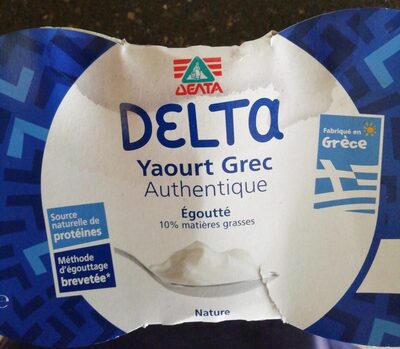 ΔΕΛΤΑ
DELTA
Yaourt Grec
Authentique
Égoutté
10% matières grasses
Fabriqué en
Grèce
Source
naturelle de
protéines
Méthode
d'égouttage
brevetée*
Nature
e